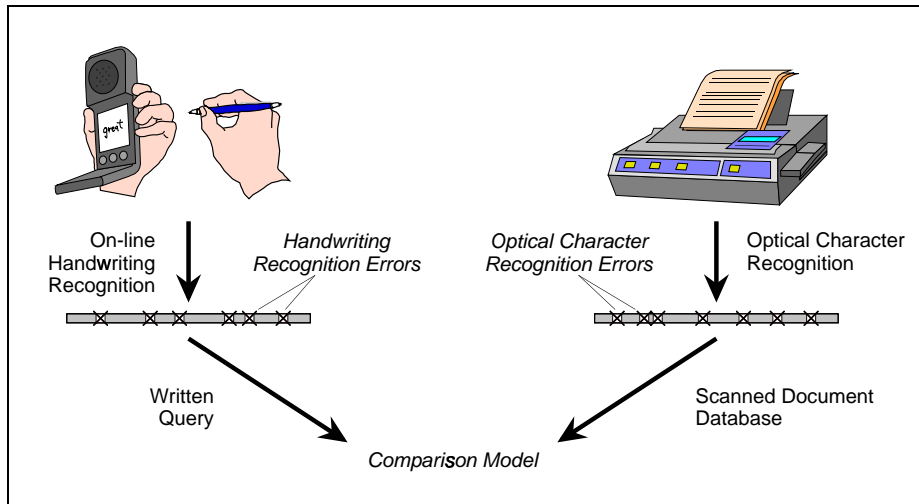 great
On-line
Handwriting
Recognition
Handwriting
Recognition Errors
Optical Character
Recognition Errors
Optical Character
Recognition
Written
Query
Scanned Document
Database
Comparison Model